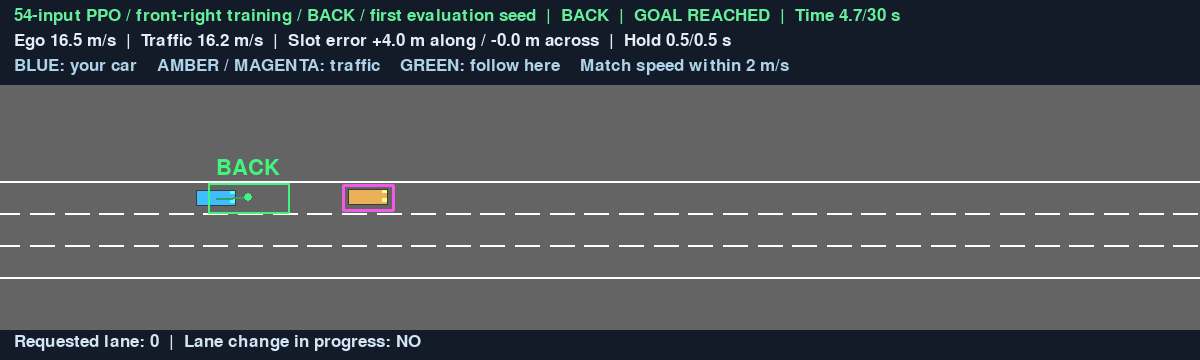 54-input PPO / front-right training / BACK / first evaluation seed | BACK | GOAL REACHED | Time 4.7/30 s
Ego 16.5 m/s | Traffic 16.2 m/s | Slot error +4.0 m along / -0.0 m across | Hold 0.5/0.5 s
BLUE: your car AMBER / MAGENTA: traffic GREEN: follow here Match speed within 2 m/s
BACK
Requested lane: 0 | Lane change in progress: NO